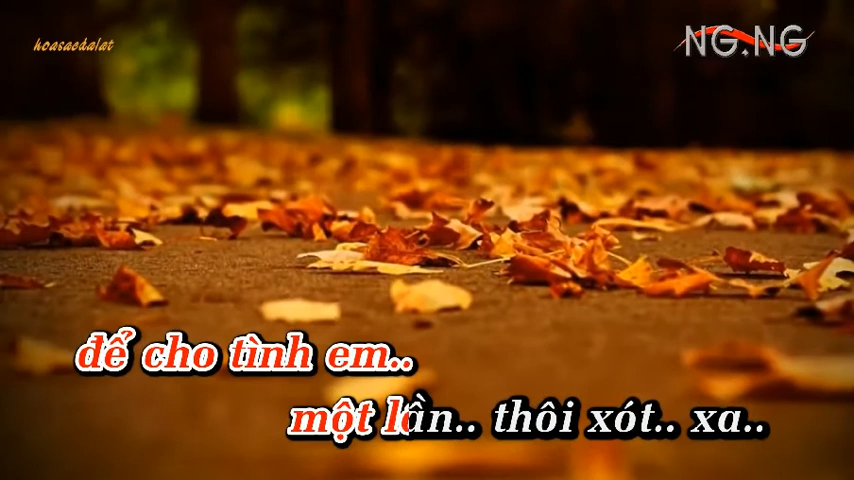 hoasacdalat
NG.NG
để cho tình em..
một lần.. thôi xót.. xa..